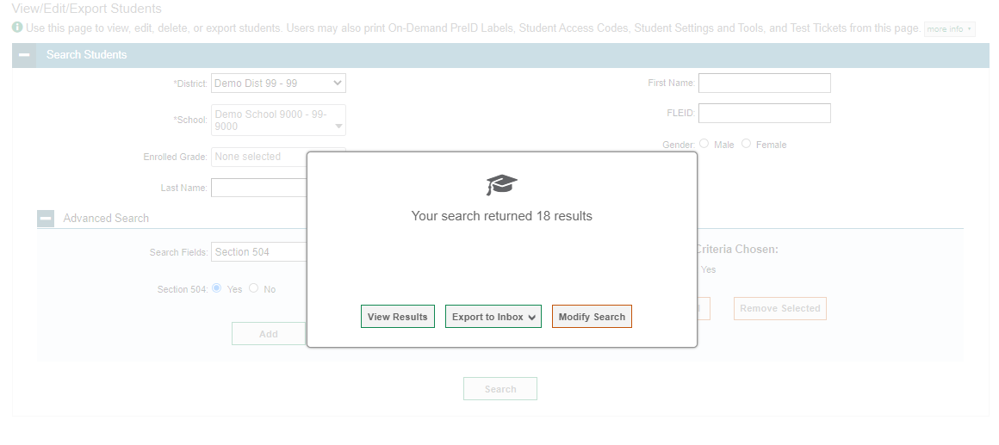 View/Edit/Export Students
Use this page to view, edit, delete, or export students. Users may also print On-Demand PreID Labels, Student Access Codes, Student Settings and Tools, and Test Tickets from this page. more info
Search Students
*District: Demo Dist 99 - 99
First Name:
*School: Demo School 9000 - 99-
9000
FLEID:
Gender: Male Female
Enrolled Grade: None selected
Last Name:
Your search returned 18 results
View Results Export to Inbox Modify Search
Advanced Search
Search Fields: Section 504
Criteria Chosen:
Yes
Section 504: Yes No
Remove Selected
Add
Search